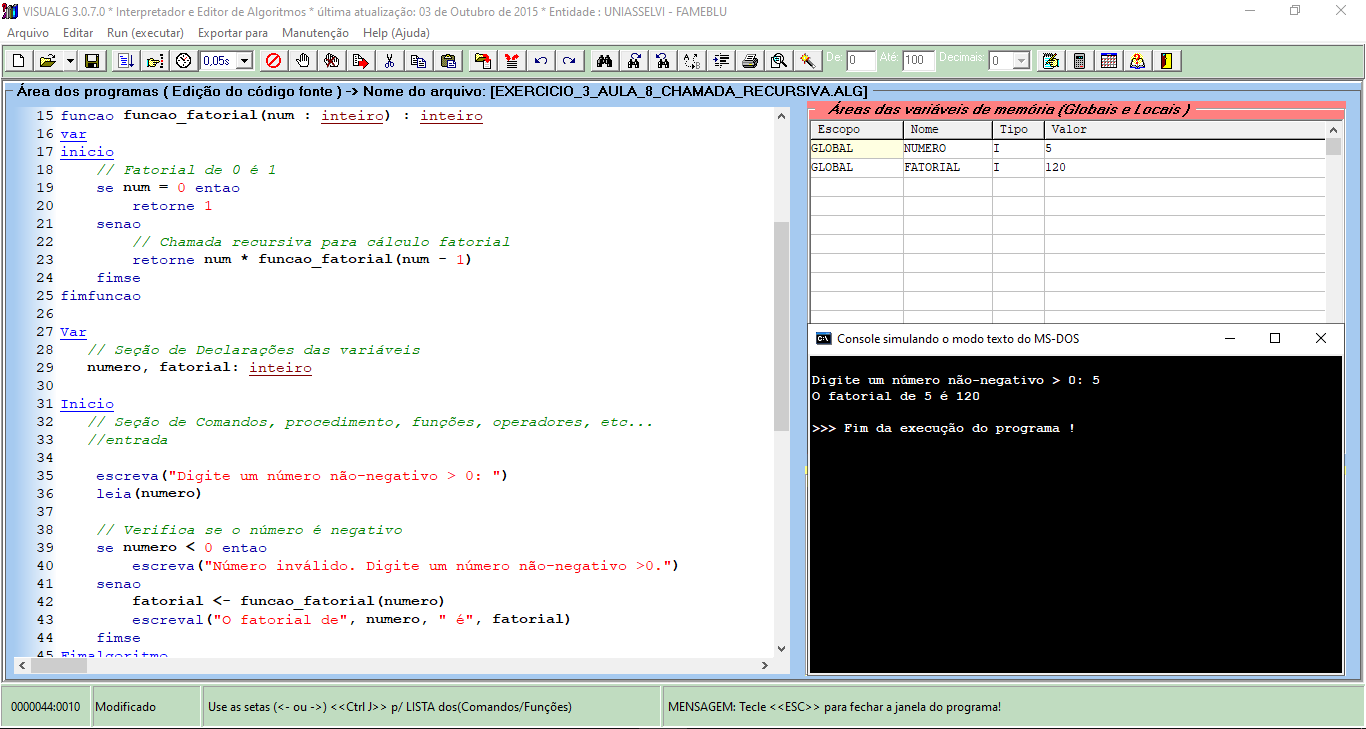 VISUALG 3.0.7.0 * Interpretador e Editor de Algoritmos * última atualização: 03 de Outubro de 2015 * Entidade : UNIASSELVI - FAMEBLU
Arquivo Editar Run (executar) Exportar para Manutenção Help (Ajuda)
0,05s De: 0 Até: 100 Decimais: 0
Área dos programas ( Edição do código fonte ) -> Nome do arquivo: [EXERCICIO_3_AULA_8_CHAMADA_RECURSIVA.ALG]
15 funcao funcao_fatorial(num : inteiro) : inteiro
16 var
17 inicio
18 // Fatorial de 0 é 1
19 se num = 0 entao
20 retorne 1
21 senao
22 // Chamada recursiva para cálculo fatorial
23 retorne num * funcao_fatorial(num - 1)
24 fimse
25 fimfuncao
26
27 Var
28 // Seção de Declarações das variáveis
29 numero, fatorial: inteiro
30
31 Inicio
32 // Seção de Comandos, procedimento, funções, operadores, etc...
33 //entrada
34
35 escreva("Digite um número não-negativo > 0: ")
36 leia(numero)
37
38 // Verifica se o número é negativo
39 se numero < 0 entao
40 escreva("Número inválido. Digite um número não-negativo >0.")
41 senao
42 fatorial <- funcao_fatorial(numero)
43 escreval("O fatorial de", numero, " é", fatorial)
44 fimse
45 Fimalgoritmo
Áreas das variáveis de memória (Globais e Locais )
Escopo Nome Tipo Valor
GLOBAL NUMERO I 5
GLOBAL FATORIAL I 120
Console simulando o modo texto do MS-DOS
Digite um número não-negativo > 0: 5
O fatorial de 5 é 120
>>> Fim da execução do programa !
0000044:0010 Modificado Use as setas (<- ou ->) <<Ctrl J>> p/ LISTA dos(Comandos/Funções) MENSAGEM: Tecle <<ESC>> para fechar a janela do programa!